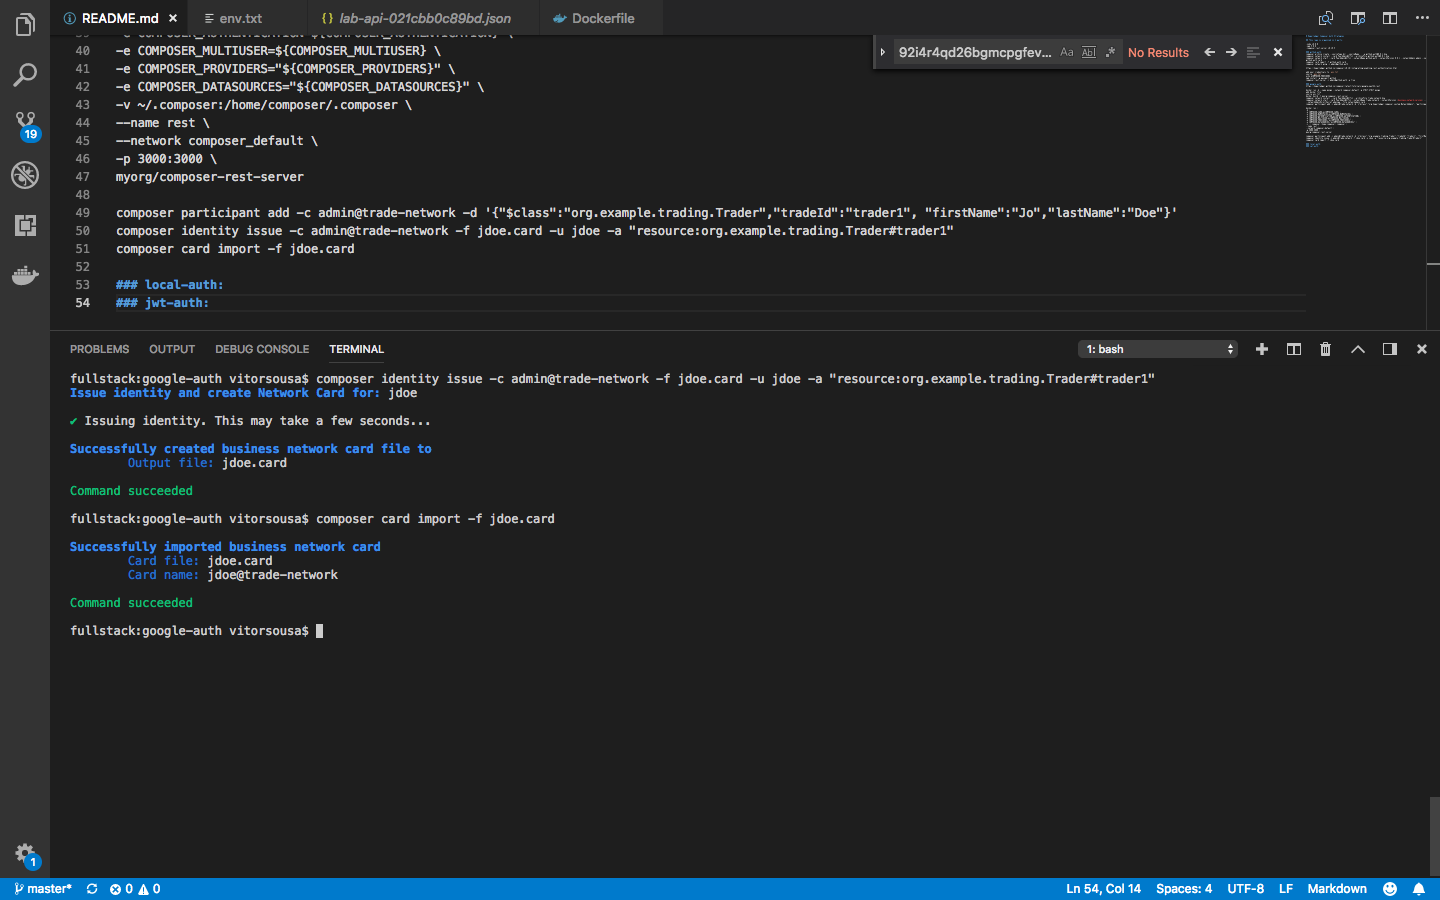 README.md
env.txt
lab-api-021cbb0c89bd.json
Dockerfile
92i4r4qd26bgmcpgfev... Aa Abl .* No Results
40 -e COMPOSER_MULTIUSER=${COMPOSER_MULTIUSER} \
41 -e COMPOSER_PROVIDERS="${COMPOSER_PROVIDERS}" \
42 -e COMPOSER_DATASOURCES="${COMPOSER_DATASOURCES}" \
43 -v ~/.composer:/home/composer/.composer \
44 --name rest \
45 --network composer_default \
46 -p 3000:3000 \
47 myorg/composer-rest-server
48
49 composer participant add -c admin@trade-network -d '{"$class":"org.example.trading.Trader","tradeId":"trader1", "firstName":"Jo","lastName":"Doe"}'
50 composer identity issue -c admin@trade-network -f jdoe.card -u jdoe -a "resource:org.example.trading.Trader#trader1"
51 composer card import -f jdoe.card
52
53 ### local-auth:
54 ### jwt-auth:
19
PROBLEMS OUTPUT DEBUG CONSOLE TERMINAL
1: bash
fullstack:google-auth vitorsousa$ composer identity issue -c admin@trade-network -f jdoe.card -u jdoe -a "resource:org.example.trading.Trader#trader1"
Issue identity and create Network Card for: jdoe
✔ Issuing identity. This may take a few seconds...
Successfully created business network card file to
Output file: jdoe.card
Command succeeded
fullstack:google-auth vitorsousa$ composer card import -f jdoe.card
Successfully imported business network card
Card file: jdoe.card
Card name: jdoe@trade-network
Command succeeded
fullstack:google-auth vitorsousa$
1
master* 0 0
Ln 54, Col 14 Spaces: 4 UTF-8 LF Markdown